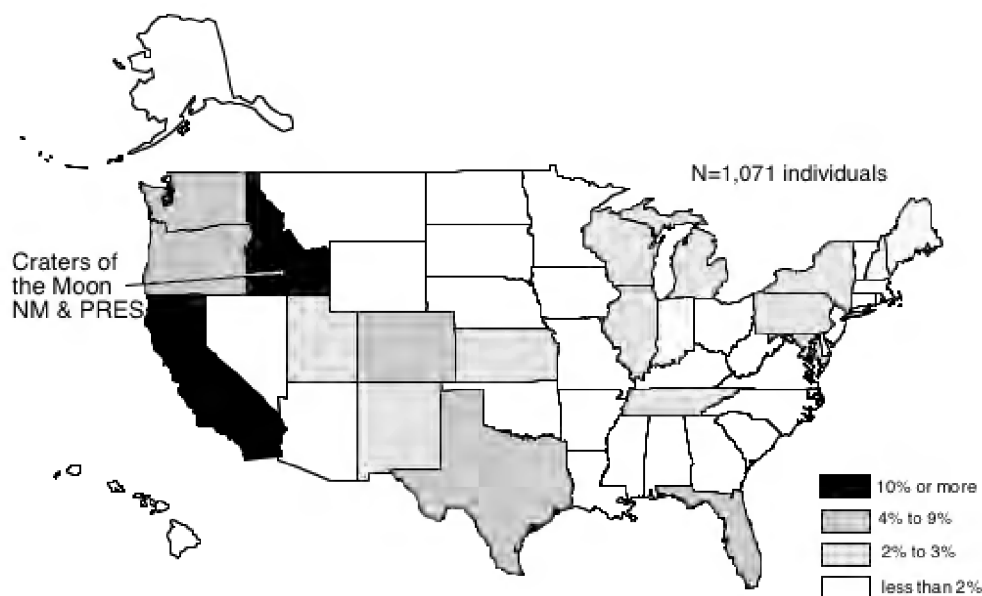 N=1,071 individuals
Craters of
the Moon
NM & PRES
10% or more
4% to 9%
2% to 3%
less than 2%